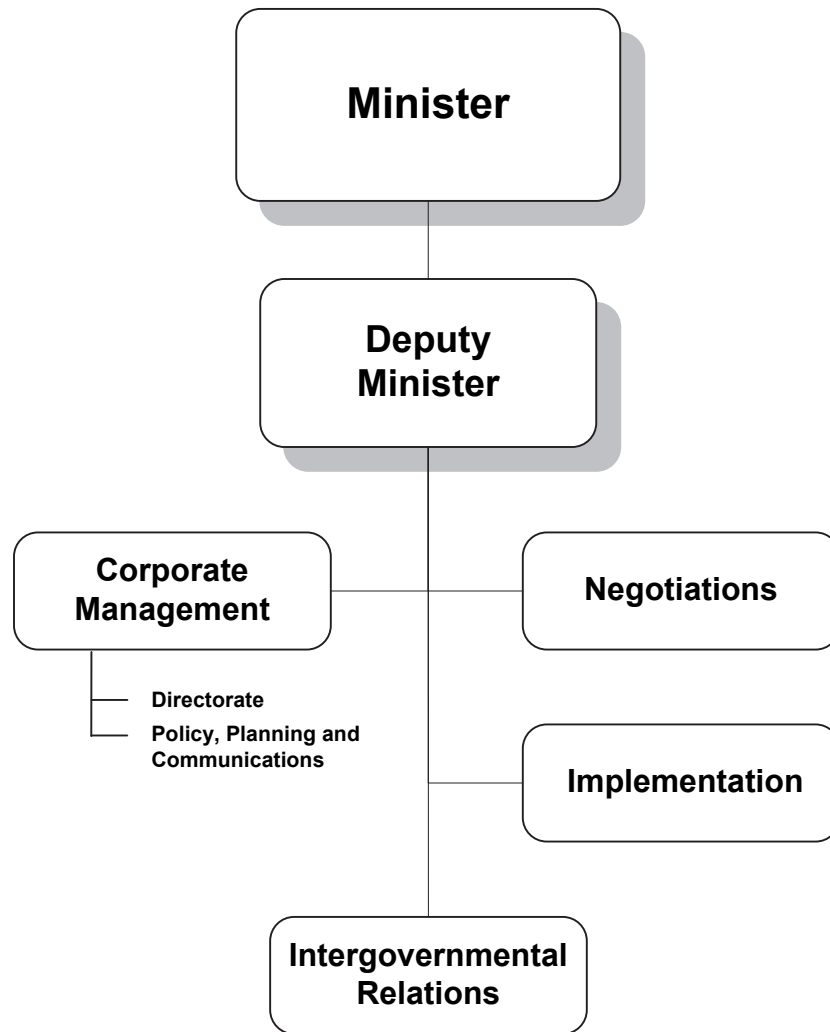 Minister
Deputy
Minister
Corporate
Management
Directorate
Policy, Planning and
Communications
Negotiations
Implementation
Intergovernmental
Relations